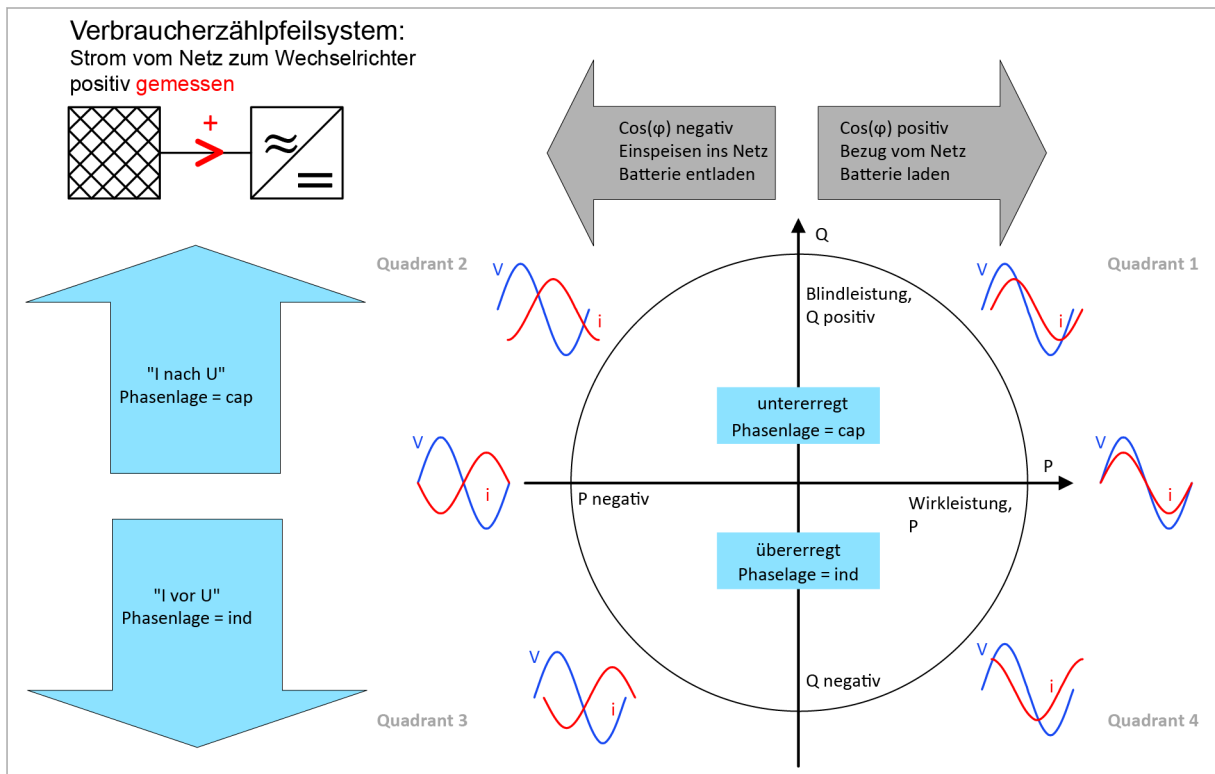 Verbraucherzählpfeilsystem:
Strom vom Netz zum Wechselrichter
positiv gemessen
+
Cos(φ) negativ
Einspeisen ins Netz
Batterie entladen
Cos(φ) positiv
Bezug vom Netz
Batterie laden
Q
Quadrant 2
V
i
V
i
Quadrant 1
Blindleistung,
Q positiv
"I nach U"
Phasenlage = cap
untererregt
Phasenlage = cap
V
i
P negativ
P
Wirkleistung,
P
V
i
übererregt
Phaselage = ind
"I vor U"
Phasenlage = ind
V
i
Q negativ
V
i
Quadrant 3
Quadrant 4